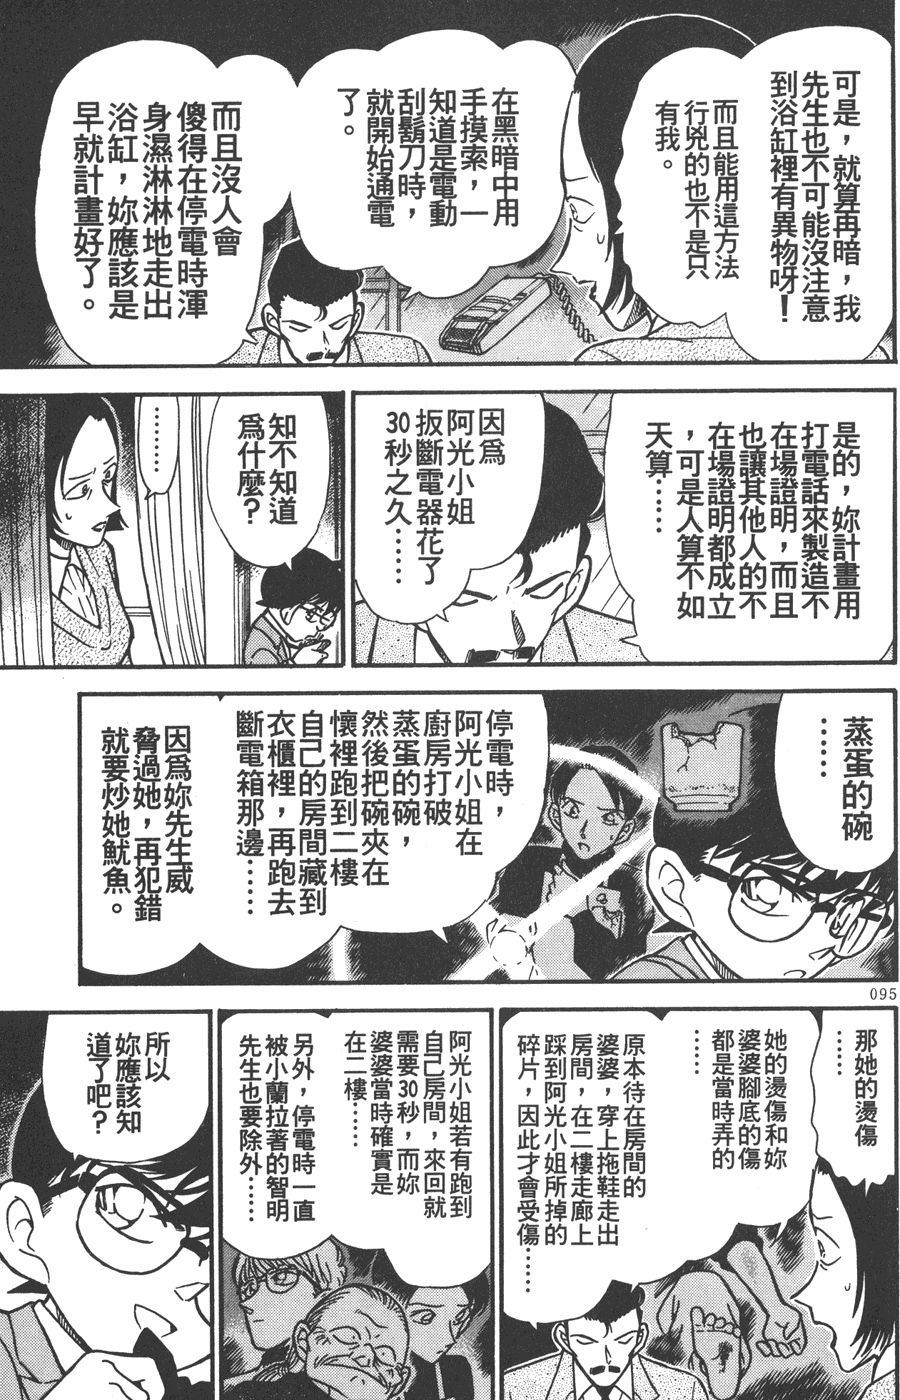 可是，就算再暗，我
先生也不可能沒注意
到浴缸裡有異物呀！
而且能用這方法
行兇的也不是只
有我。
在黑暗中用
手摸索，一
知道是電動
刮鬍刀時，
就開始通電
了。
而且沒人會
傻得在停電時渾
身濕淋淋地走出
浴缸，妳應該是
早就計畫好了。
是的，妳計畫用
打電話來製造不
在場證明，而且
也讓其他人的不
在場證明都成立
，可是人算不如
天算……
因為
阿光小姐
扳斷電器花了
30秒之久……
知不知道
為什麼？
……
蒸蛋的碗
……
停電時，
阿光小姐在
廚房打破
蒸蛋的碗，
然後把碗夾在
懷裡跑到二樓
自己的房間藏到
衣櫃裡，再跑去
斷電箱那邊……
因為妳先生威
脅過她，再犯錯
就要炒她魷魚。
095
那她的燙傷
……
她的燙傷和妳
婆婆腳底的傷
都是當時弄的
……
原本待在房間的
婆婆，穿上拖鞋走出
房間，在二樓走廊上
踩到阿光小姐所掉的
碎片，因此才會受傷……
阿光小姐若有跑到
自己房間，來回就
需要30秒，而妳
婆婆當時確實是
在二樓……
另外，停電時一直
被小蘭拉著的智明
先生也要除外……
所以
妳應該知
道了吧？